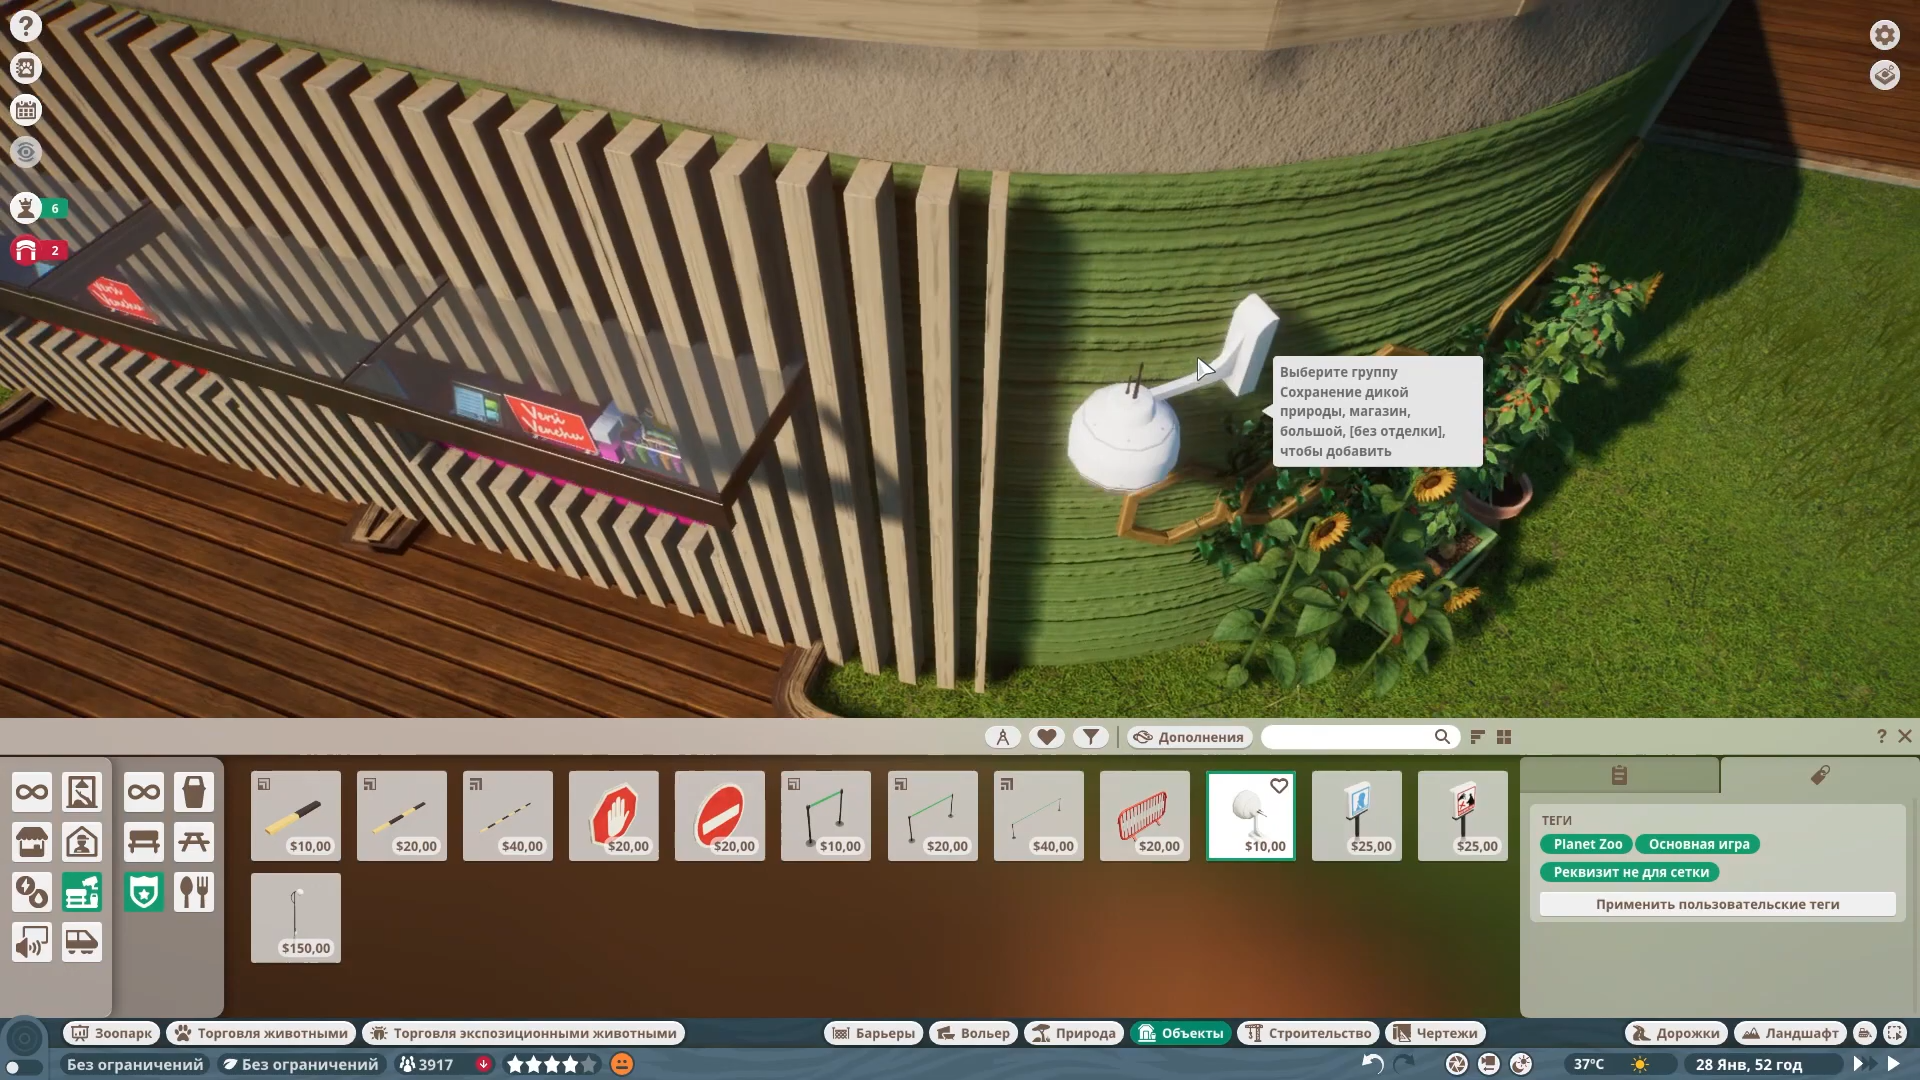 ?
6
2
Versi
Venchu
Versi
Venchu
Выберите группу
Сохранение дикой
природы, магазин,
большой, [без отделки],
чтобы добавить
Дополнения
?
$10,00
$20,00
$40,00
$20,00
$20,00
$10,00
$20,00
$40,00
$20,00
$10,00
$25,00
$25,00
$150,00
ТЕГИ
Planet Zoo
Основная игра
Реквизит не для сетки
Применить пользовательские теги
Зоопарк
Торговля животными
Торговля экспозиционными животными
Барьеры
Вольер
Природа
Объекты
Строительство
Чертежи
Дорожки
Ландшафт
Без ограничений
Без ограничений
3917
37°C
28 Янв, 52 год